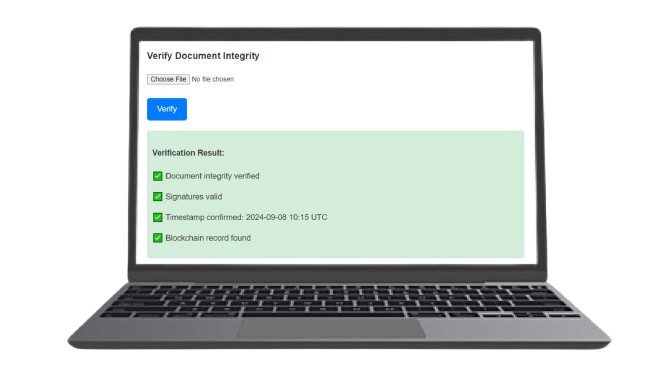 Verify Document Integrity
Choose File No file chosen
Verify
Verification Result:
Document integrity verified
Signatures valid
Timestamp confirmed: 2024-09-08 10:15 UTC
Blockchain record found